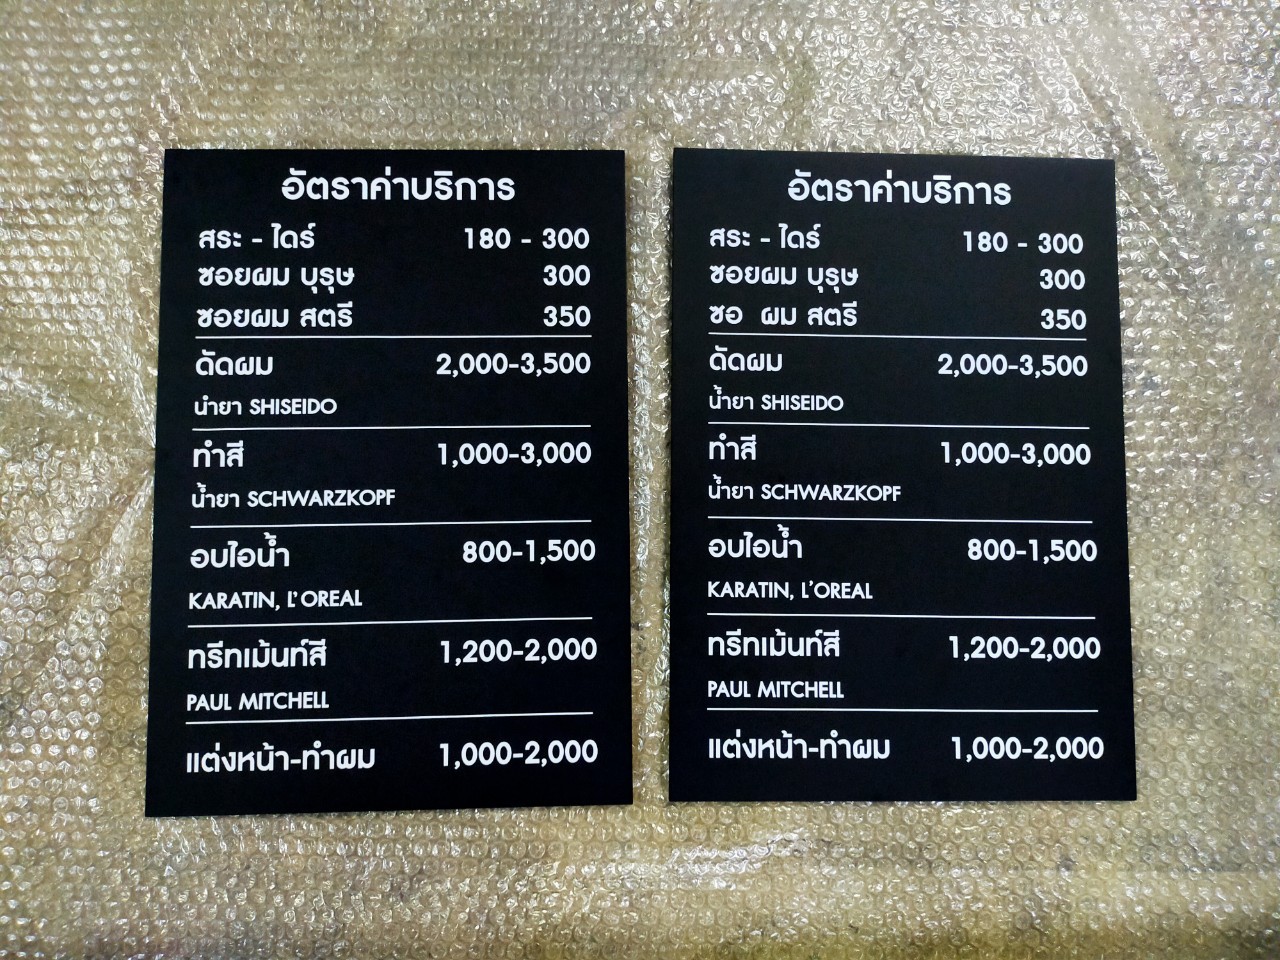 อัตราค่าบริการ
สระ - ไดร์ 180 - 300
ซอยผม บุรุษ 300
ซอยผม สตรี 350
ดัดผม 2,000-3,500
นำยา SHISEIDO
ทำสี 1,000-3,000
น้ำยา SCHWARZKOPF
อบไอน้ำ 800-1,500
KARATIN, L'OREAL
ทรีทเม้นท์สี 1,200-2,000
PAUL MITCHELL
แต่งหน้า-ทำผม 1,000-2,000
อัตราค่าบริการ
สระ - ไดร์ 180 - 300
ซอยผม บุรุษ 300
ซอ ผม สตรี 350
ดัดผม 2,000-3,500
น้ำยา SHISEIDO
ทำสี 1,000-3,000
น้ำยา SCHWARZKOPF
อบไอน้ำ 800-1,500
KARATIN, L'OREAL
ทรีทเม้นท์สี 1,200-2,000
PAUL MITCHELL
แต่งหน้า-ทำผม 1,000-2,000